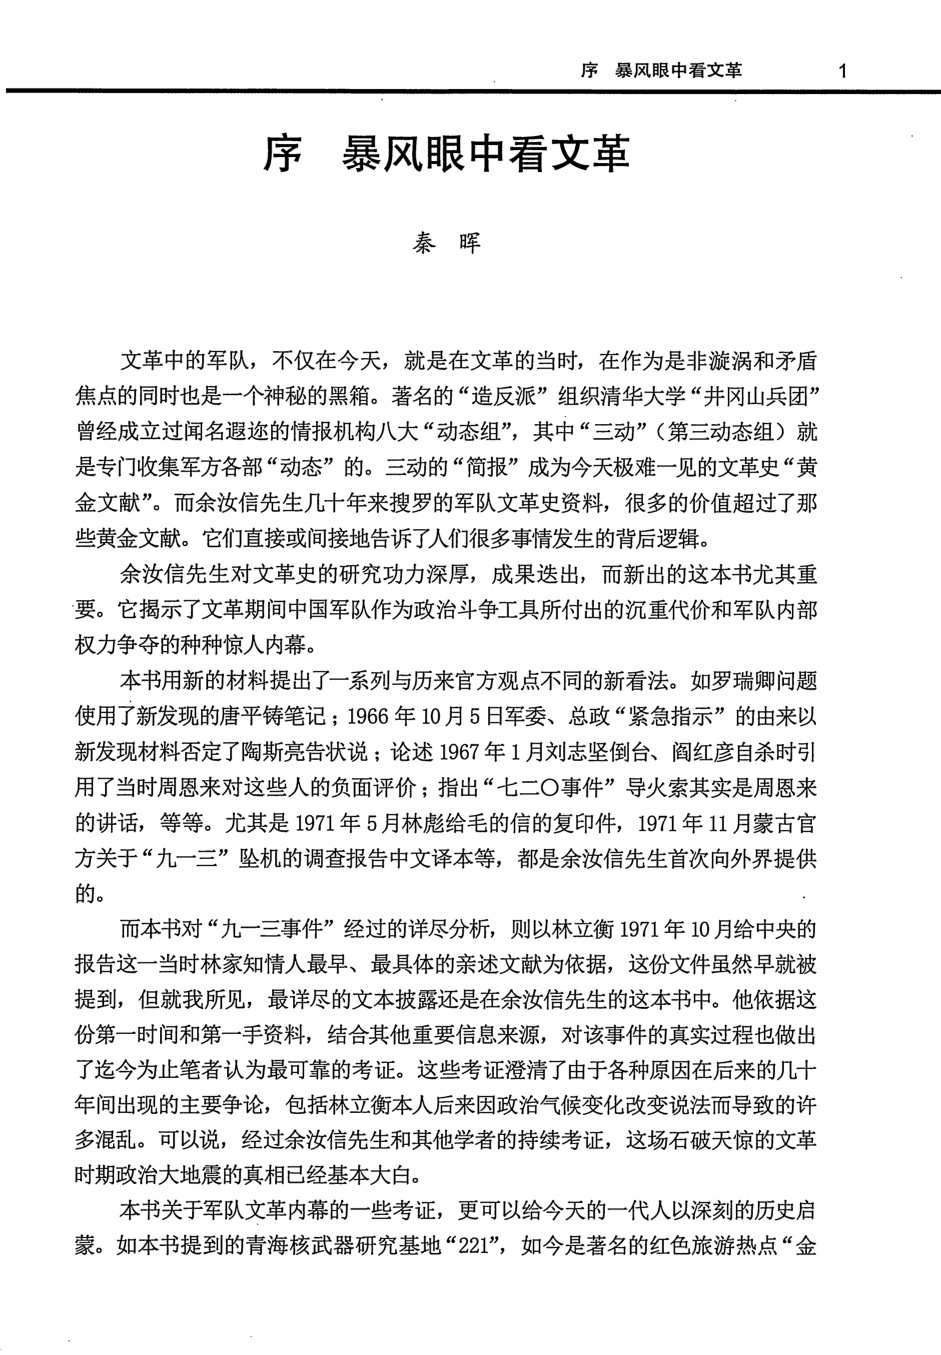 序 暴风眼中看文革 1
序 暴风眼中看文革
秦 晖
文革中的军队，不仅在今天，就是在文革的当时，在作为是非漩涡和矛盾
焦点的同时也是一个神秘的黑箱。著名的“造反派”组织清华大学“井冈山兵团”
曾经成立过闻名遐迩的情报机构八大“动态组”，其中“三动”（第三动态组）就
是专门收集军方各部“动态”的。三动的“简报”成为今天极难一见的文革史“黄
金文献”。而余汝信先生几十年来搜罗的军队文革史资料，很多的价值超过了那
些黄金文献。它们直接或间接地告诉了人们很多事情发生的背后逻辑。
余汝信先生对文革史的研究功力深厚，成果迭出，而新出的这本书尤其重
要。它揭示了文革期间中国军队作为政治斗争工具所付出的沉重代价和军队内部
权力争夺的种种惊人内幕。
本书用新的材料提出了一系列与历来官方观点不同的新看法。如罗瑞卿问题
使用了新发现的唐平铸笔记；1966 年 10 月 5 日军委、总政“紧急指示”的由来以
新发现材料否定了陶斯亮告状说；论述 1967 年 1 月刘志坚倒台、阎红彦自杀时引
用了当时周恩来对这些人的负面评价；指出“七二〇事件”导火索其实是周恩来
的讲话，等等。尤其是 1971 年 5 月林彪给毛的信的复印件，1971 年 11 月蒙古官
方关于“九一三”坠机的调查报告中文译本等，都是余汝信先生首次向外界提供
的。
而本书对“九一三事件”经过的详尽分析，则以林立衡 1971 年 10 月给中央的
报告这一当时林家知情人最早、最具体的亲述文献为依据，这份文件虽然早就被
提到，但就我所见，最详尽的文本披露还是在余汝信先生的这本书中。他依据这
份第一时间和第一手资料，结合其他重要信息来源，对该事件的真实过程也做出
了迄今为止笔者认为最可靠的考证。这些考证澄清了由于各种原因在后来的几十
年间出现的主要争论，包括林立衡本人后来因政治气候变化改变说法而导致的许
多混乱。可以说，经过余汝信先生和其他学者的持续考证，这场石破天惊的文革
时期政治大地震的真相已经基本大白。
本书关于军队文革内幕的一些考证，更可以给今天的一代人以深刻的历史启
蒙。如本书提到的青海核武器研究基地“221”，如今是著名的红色旅游热点“金